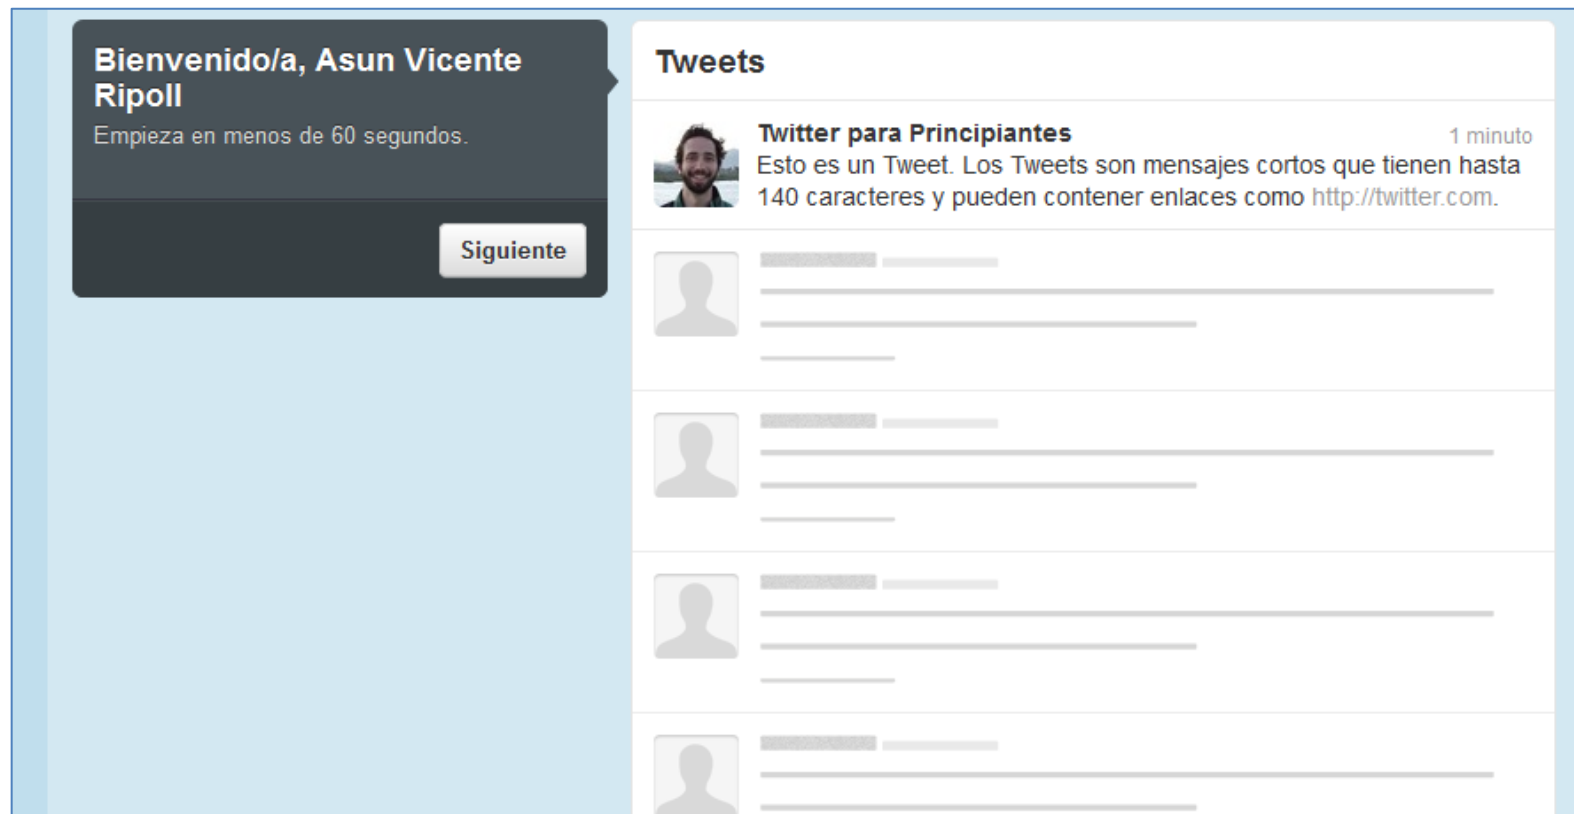 Bienvenido/a, Asun Vicente
Ripoll
Empieza en menos de 60 segundos.
Siguiente
Tweets
Twitter para Principiantes 1 minuto
Esto es un Tweet. Los Tweets son mensajes cortos que tienen hasta
140 caracteres y pueden contener enlaces como http://twitter.com.